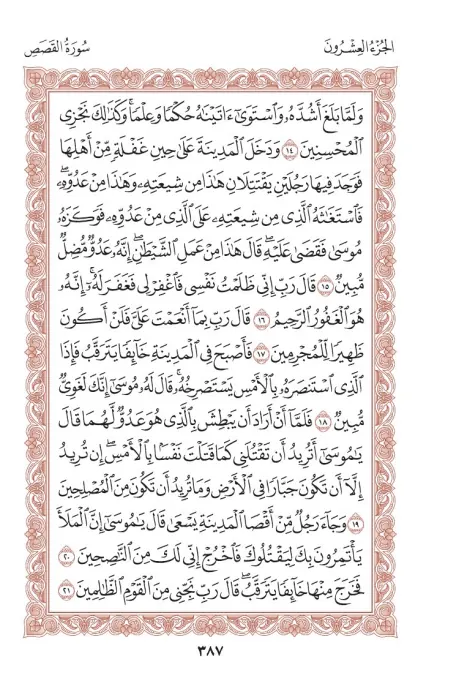 الجُزْءُ العِشْرُونَ
سُورَةُ القَصَصِ
وَلَمَّا بَلَغَ أَشُدَّهُۥ وَٱسْتَوَىٰٓ ءَاتَيْنَٰهُ حُكْمٗا وَعِلْمٗاۚ وَكَذَٰلِكَ نَجْزِي
ٱلْمُحْسِنِينَ ١٤ وَدَخَلَ ٱلْمَدِينَةَ عَلَىٰ حِينِ غَفْلَةٖ مِّنْ أَهْلِهَا
فَوَجَدَ فِيهَا رَجُلَيْنِ يَقْتَتِلَانِ هَٰذَا مِن شِيعَتِهِۦ وَهَٰذَا مِنْ عَدُوِّهِۦۖ
فَٱسْتَغَٰثَهُ ٱلَّذِي مِن شِيعَتِهِۦ عَلَى ٱلَّذِي مِنْ عَدُوِّهِۦ فَوَكَزَهُۥ
مُوسَىٰ فَقَضَىٰ عَلَيْهِۖ قَالَ هَٰذَا مِنْ عَمَلِ ٱلشَّيْطَٰنِۖ إِنَّهُۥ عَدُوّٞ مُّضِلّٞ
مُّبِينٞ ١٥ قَالَ رَبِّ إِنِّي ظَلَمْتُ نَفْسِي فَٱغْفِرْ لِي فَغَفَرَ لَهُۥٓۚ إِنَّهُۥ
هُوَ ٱلْغَفُورُ ٱلرَّحِيمُ ١٦ قَالَ رَبِّ بِمَآ أَنْعَمْتَ عَلَيَّ فَلَنْ أَكُونَ
ظَهِيرٗا لِّلْمُجْرِمِينَ ١٧ فَأَصْبَحَ فِي ٱلْمَدِينَةِ خَآئِفٗا يَتَرَقَّبُ فَإِذَا
ٱلَّذِي ٱسْتَنصَرَهُۥ بِٱلْأَمْسِ يَسْتَصْرِخُهُۥۚ قَالَ لَهُۥ مُوسَىٰٓ إِنَّكَ لَغَوِيّٞ
مُّبِينٞ ١٨ فَلَمَّآ أَنْ أَرَادَ أَن يَبْطِشَ بِٱلَّذِي هُوَ عَدُوّٞ لَّهُمَا قَالَ
يَٰمُوسَىٰٓ أَتُرِيدُ أَن تَقْتُلَنِي كَمَا قَتَلْتَ نَفْسَۢا بِٱلْأَمْسِۖ إِن تُرِيدُ
إِلَّآ أَن تَكُونَ جَبَّارٗا فِي ٱلْأَرْضِ وَمَا تُرِيدُ أَن تَكُونَ مِنَ ٱلْمُصْلِحِينَ
١٩ وَجَآءَ رَجُلٞ مِّنْ أَقْصَا ٱلْمَدِينَةِ يَسْعَىٰ قَالَ يَٰمُوسَىٰٓ إِنَّ ٱلْمَلَأَ
يَأْتَمِرُونَ بِكَ لِيَقْتُلُوكَ فَٱخْرُجْ إِنِّي لَكَ مِنَ ٱلنَّٰصِحِينَ ٢٠
فَخَرَجَ مِنْهَا خَآئِفٗا يَتَرَقَّبُۖ قَالَ رَبِّ نَجِّنِي مِنَ ٱلْقَوْمِ ٱلظَّٰلِمِينَ ٢١
٣٨٧